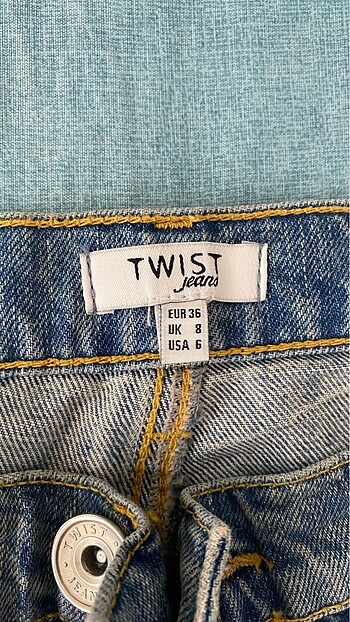 TWIST
jeans
EUR 36
UK 8
USA 6
TWIST
JEANS